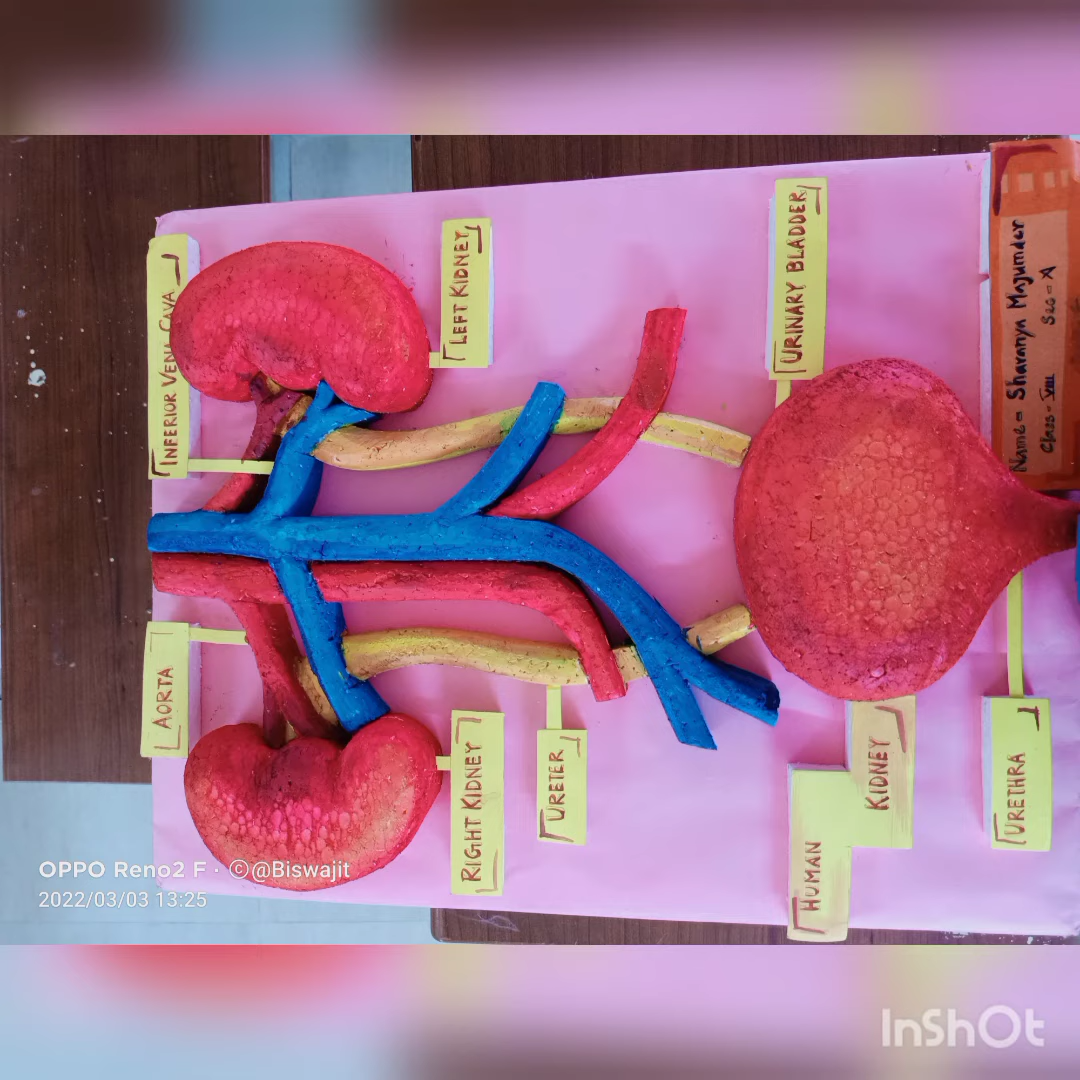 INFERIOR VENA CAVA
LEFT KIDNEY
URINARY BLADDER
Name = Sharanya Majumder
Class = VIII Sec = A
AORTA
RIGHT KIDNEY
URETER
HUMAN
KIDNEY
URETHRA
OPPO Reno2 F · ©@Biswajit
2022/03/03 13:25
InShOt